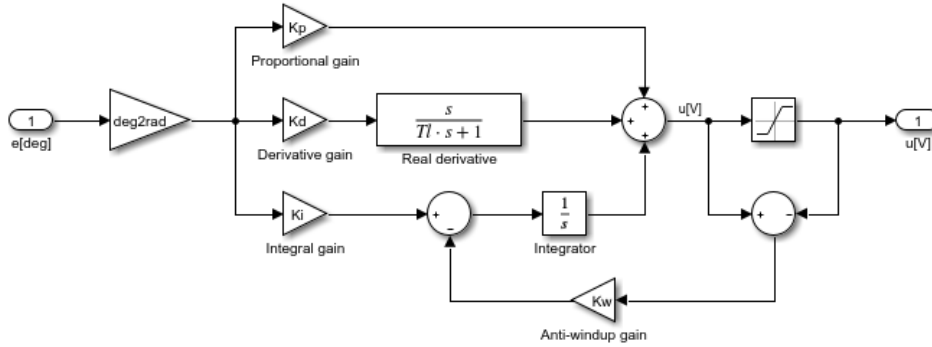 Kp
Proportional gain
1
e[deg]
deg2rad
Kd
Derivative gain
s
Tl · s + 1
Real derivative
+
+
+
u[V]
1
u[V]
Ki
Integral gain
+
−
1
s
Integrator
+
−
Kw
Anti-windup gain